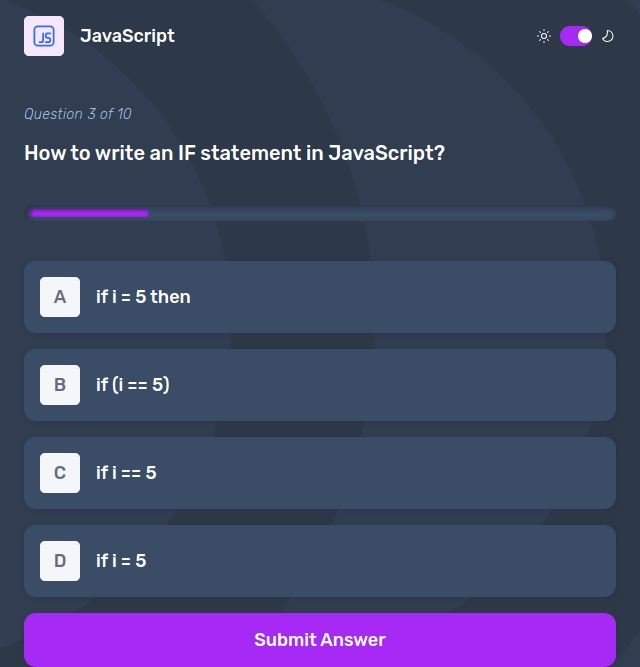 JS
JavaScript
Question 3 of 10
How to write an IF statement in JavaScript?
A
if i = 5 then
B
if (i == 5)
C
if i == 5
D
if i = 5
Submit Answer